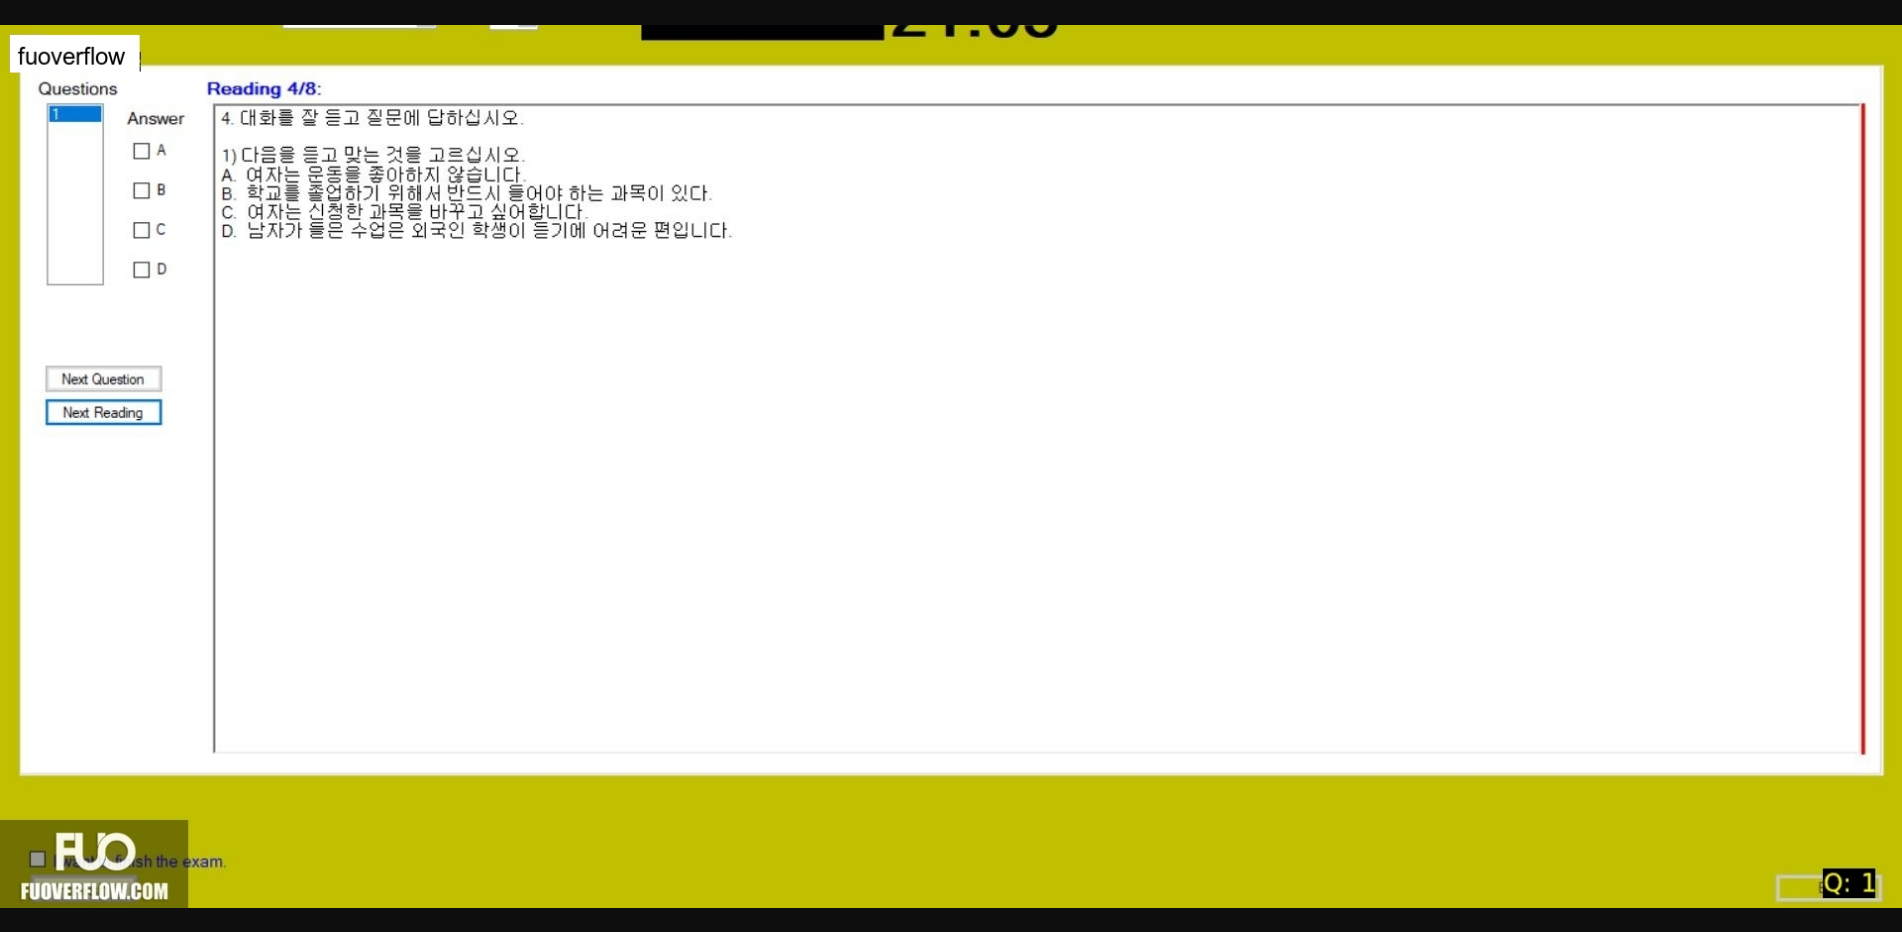 fuoverflow
Questions
Reading 4/8:
1
Answer
A
B
C
D
4. 대화를 잘 듣고 질문에 답하십시오.
1) 다음을 듣고 맞는 것을 고르십시오.
A. 여자는 운동을 좋아하지 않습니다.
B. 학교를 졸업하기 위해서 반드시 들어야 하는 과목이 있다.
C. 여자는 신청한 과목을 바꾸고 싶어합니다.
D. 남자가 들은 수업은 외국인 학생이 듣기에 어려운 편입니다.
Next Question
Next Reading
FUO
the exam.
FUOVERFLOW.COM
Q: 1